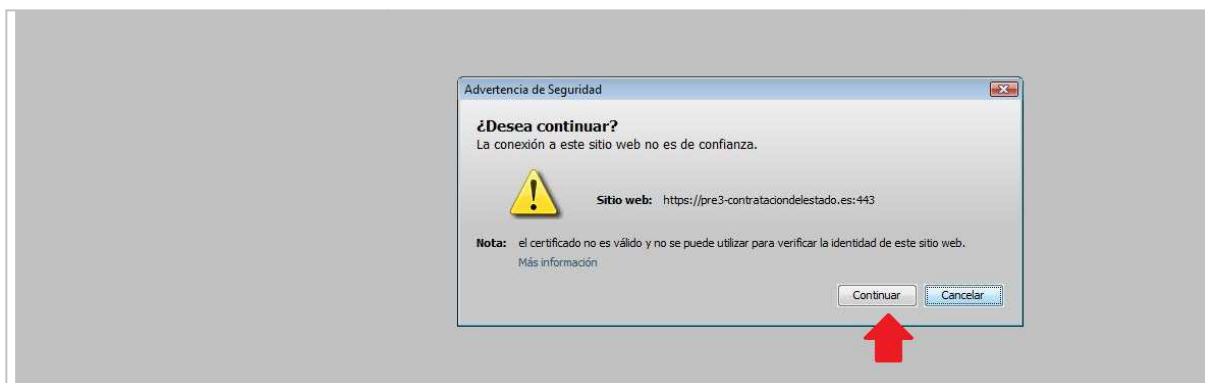 Advertencia de Seguridad
¿Desea continuar?
La conexión a este sitio web no es de confianza.
Sitio web: https://pre3-contrataciondelestado.es:443
Nota: el certificado no es válido y no se puede utilizar para verificar la identidad de este sitio web.
Más información
Continuar Cancelar